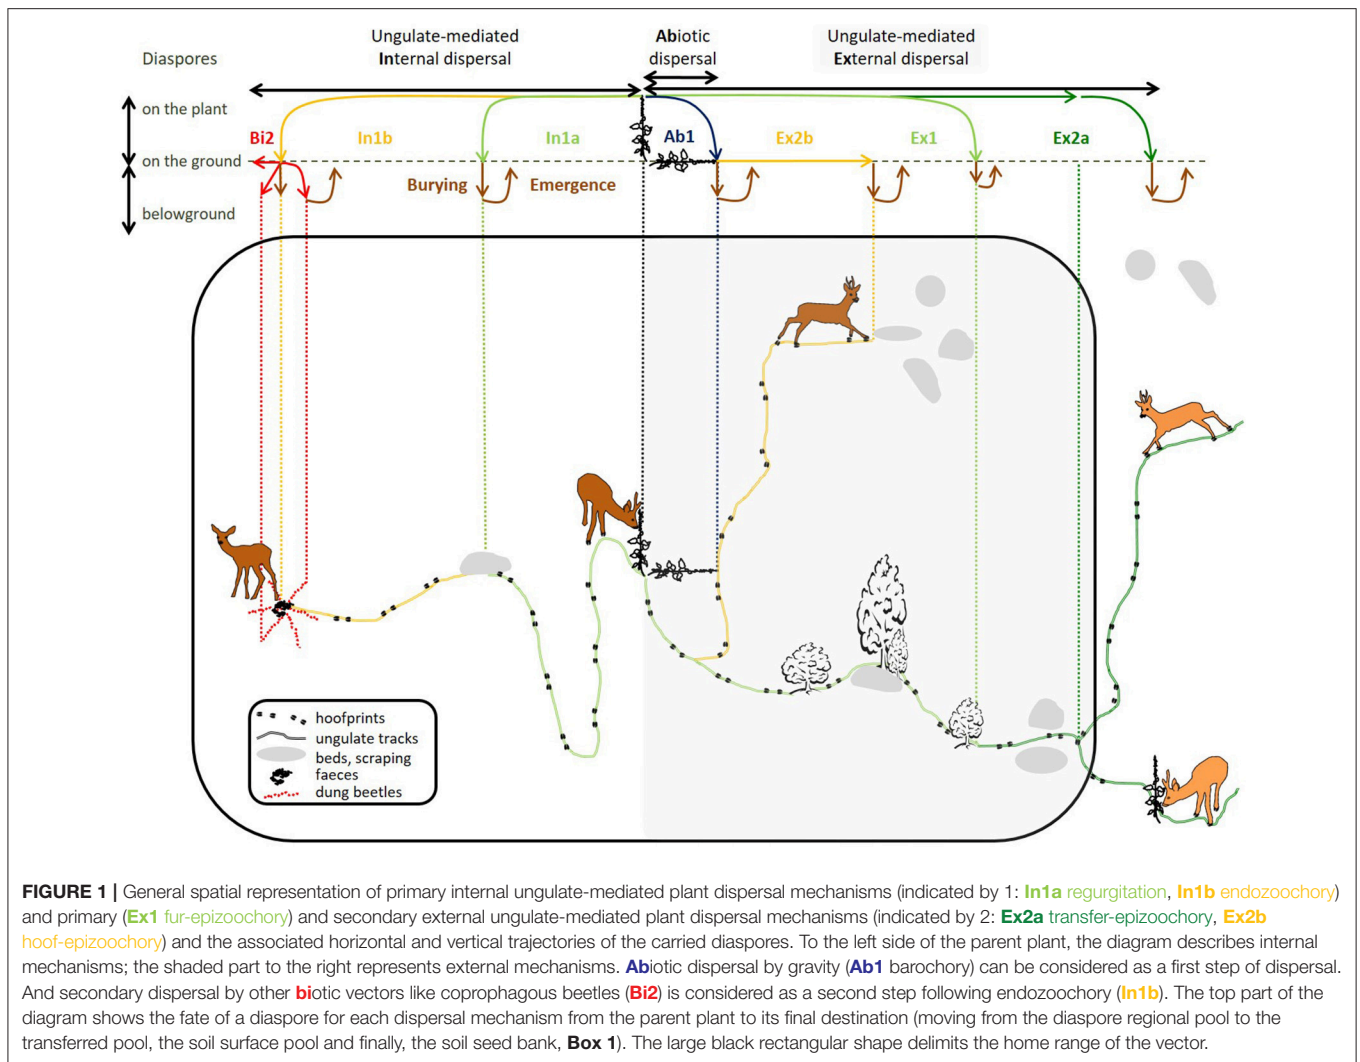 Diaspores
Ungulate-mediated
Internal dispersal
Abiotic
dispersal
Ungulate-mediated
External dispersal
on the plant
on the ground
belowground
Bi2
In1b
In1a
Ab1
Ex2b
Ex1
Ex2a
Burying
Emergence
hoofprints
ungulate tracks
beds, scraping
faeces
dung beetles
FIGURE 1 | General spatial representation of primary internal ungulate-mediated plant dispersal mechanisms (indicated by 1: In1a regurgitation, In1b endozoochory)
and primary (Ex1 fur-epizoochory) and secondary external ungulate-mediated plant dispersal mechanisms (indicated by 2: Ex2a transfer-epizoochory, Ex2b
hoof-epizoochory) and the associated horizontal and vertical trajectories of the carried diaspores. To the left side of the parent plant, the diagram describes internal
mechanisms; the shaded part to the right represents external mechanisms. Abiotic dispersal by gravity (Ab1 barochory) can be considered as a first step of dispersal.
And secondary dispersal by other biotic vectors like coprophagous beetles (Bi2) is considered as a second step following endozoochory (In1b). The top part of the
diagram shows the fate of a diaspore for each dispersal mechanism from the parent plant to its final destination (moving from the diaspore regional pool to the
transferred pool, the soil surface pool and finally, the soil seed bank, Box 1). The large black rectangular shape delimits the home range of the vector.